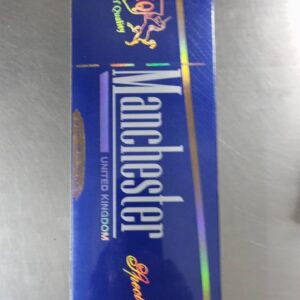 of Quality
Manchester
UNITED KINGDOM